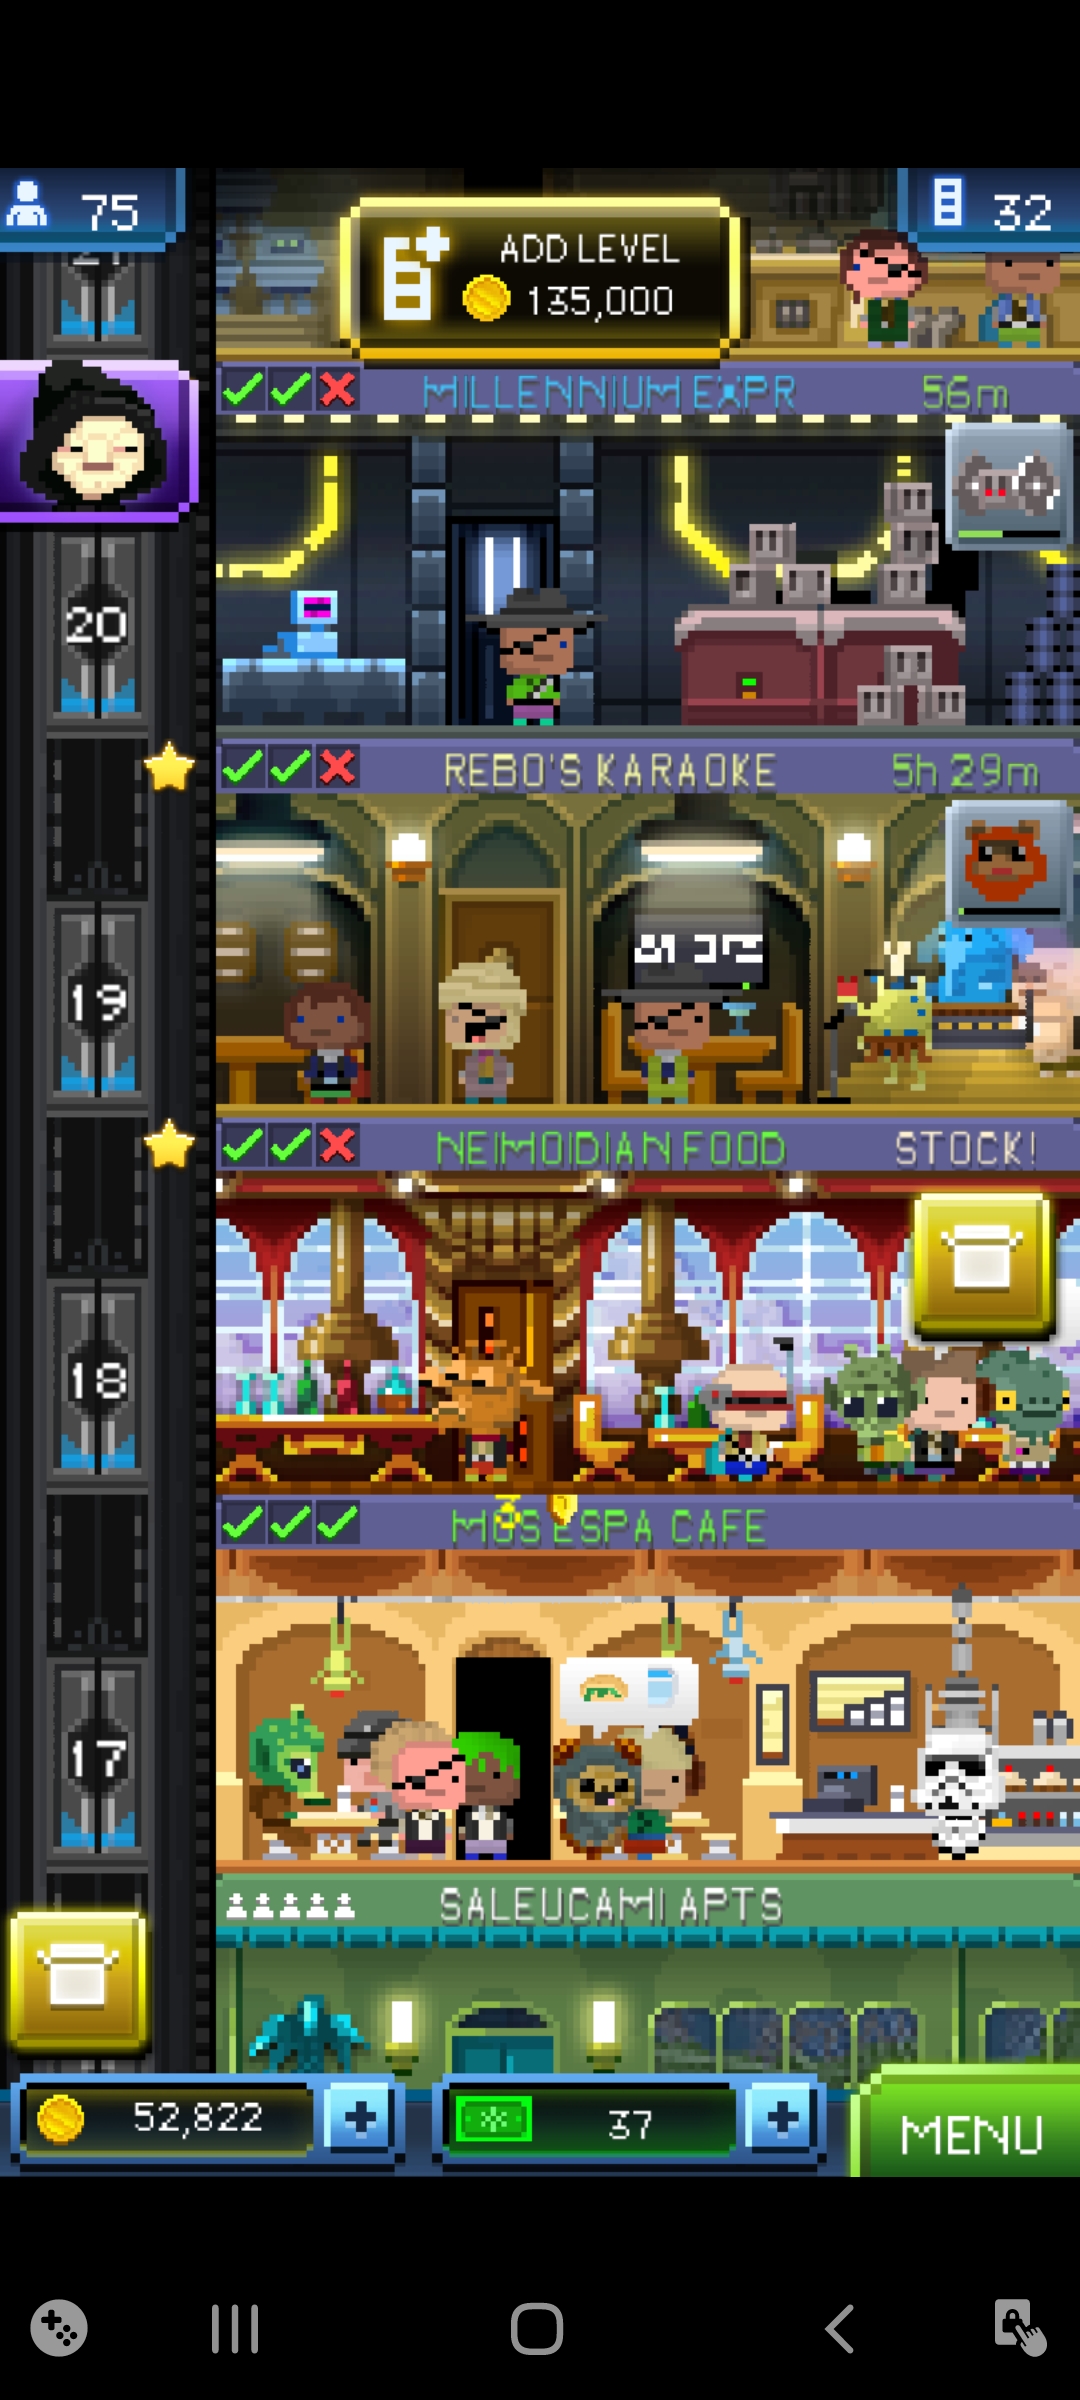 75
ADD LEVEL
135,000
32
MILLENNIUM EXPR 56m
20
REBO'S KARAOKE 5h 29m
19
NEIMOIDIAN FOOD STOCK!
18
3
MOS ESPA CAFE
17
SALEUCAMI APTS
52,822
37
MENU